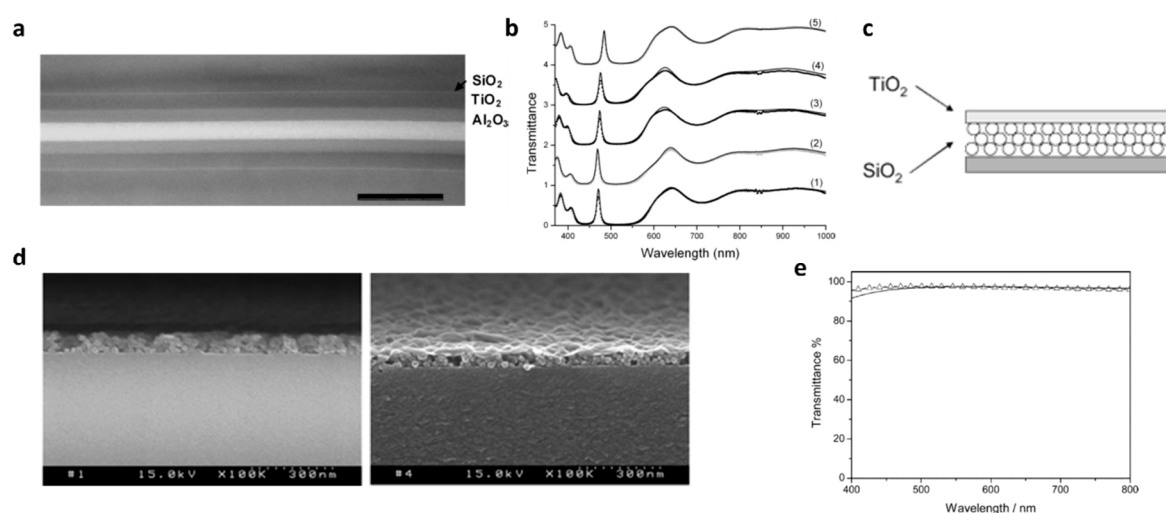 a
SiO2
TiO2
Al2O3
b
Transmittance
5
4
3
2
1
0
(5)
(4)
(3)
(2)
(1)
400
500
600
700
800
900
1000
Wavelength (nm)
c
TiO2
SiO2
d
#1 15.0kV X100K 300nm
#4 15.0kV X100K 300nm
e
Transmittance %
100
80
60
40
20
0
400
500
600
700
800
Wavelength / nm